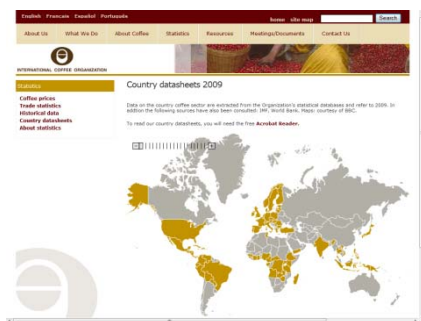 English Francais Español Português
home site map
Search
About Us What We Do About Coffee Statistics Resources Meetings/Documents Contact Us
INTERNATIONAL COFFEE ORGANIZATION
Statistics
Coffee prices
Trade statistics
Historical data
Country datasheets
About statistics
Country datasheets 2009
Data on the country coffee sector are extracted from the Organization's statistical databases and refer to 2009. In
addition the following sources have also been consulted: IMF, World Bank. Maps: courtesy of BBC.
To read our country datasheets, you will need the free Acrobat Reader.